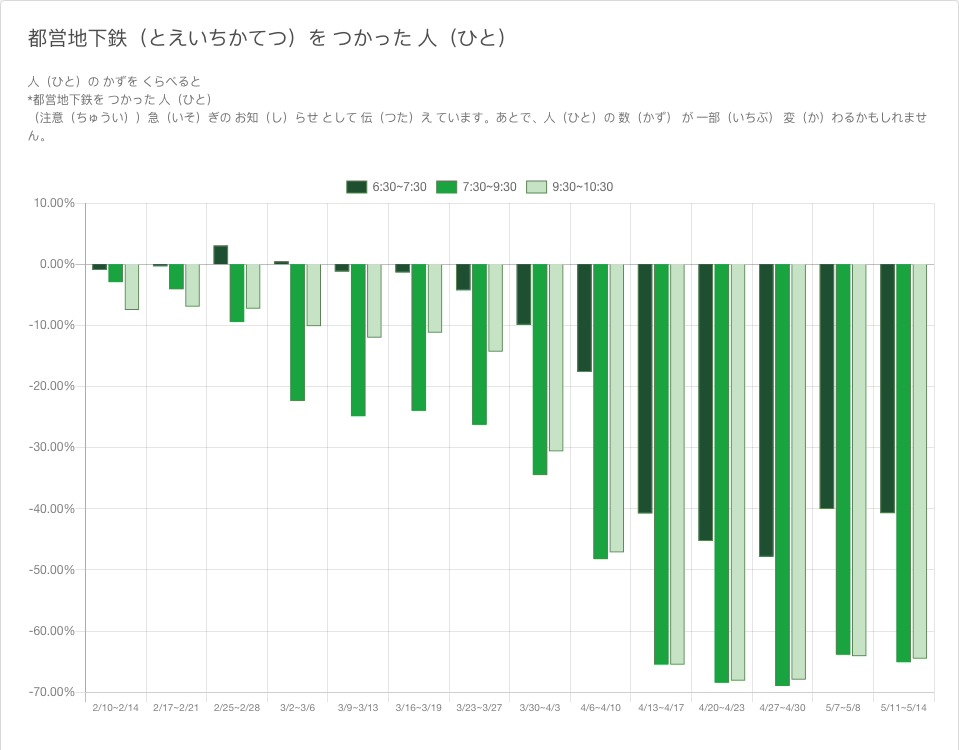 都営地下鉄（とえいちかてつ）を つかった 人（ひと）
人（ひと）の かずを くらべると
*都営地下鉄を つかった 人（ひと）
（注意（ちゅうい））急（いそ）ぎの お知（し）らせ として 伝（つた）え ています。あとで、人（ひと）の 数（かず） が 一部（いちぶ） 変（か）わるかもしれませ
ん。
6:30~7:30 7:30~9:30 9:30~10:30
10.00%
0.00%
-10.00%
-20.00%
-30.00%
-40.00%
-50.00%
-60.00%
-70.00%
2/10~2/14 2/17~2/21 2/25~2/28 3/2~3/6 3/9~3/13 3/16~3/19 3/23~3/27 3/30~4/3 4/6~4/10 4/13~4/17 4/20~4/23 4/27~4/30 5/7~5/8 5/11~5/14